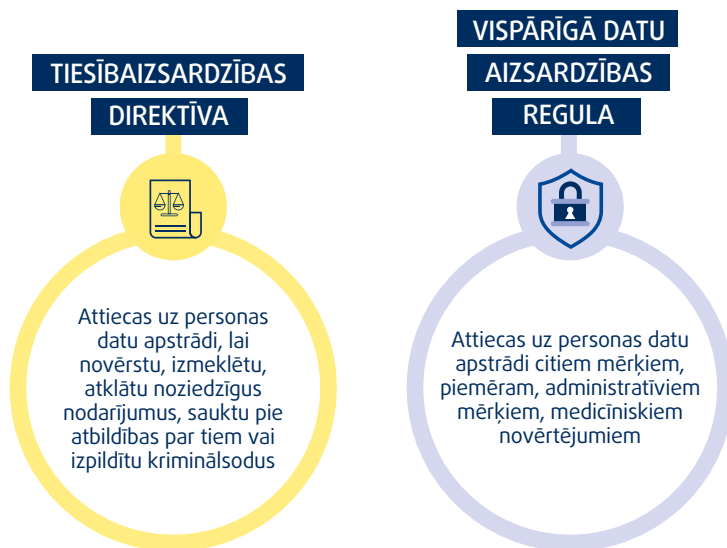 TIESĪBAIZSARDZĪBAS
DIREKTĪVA
Attiecas uz personas
datu apstrādi, lai
novērstu, izmeklētu,
atklātu noziedzīgus
nodarījumus, sauktu pie
atbildības par tiem vai
izpildītu kriminālsodus
VISPĀRĪGĀ DATU
AIZSARDZĪBAS
REGULA
Attiecas uz personas datu
apstrādi citiem mērķiem,
piemēram, administratīviem
mērķiem, medicīniskiem
novērtējumiem